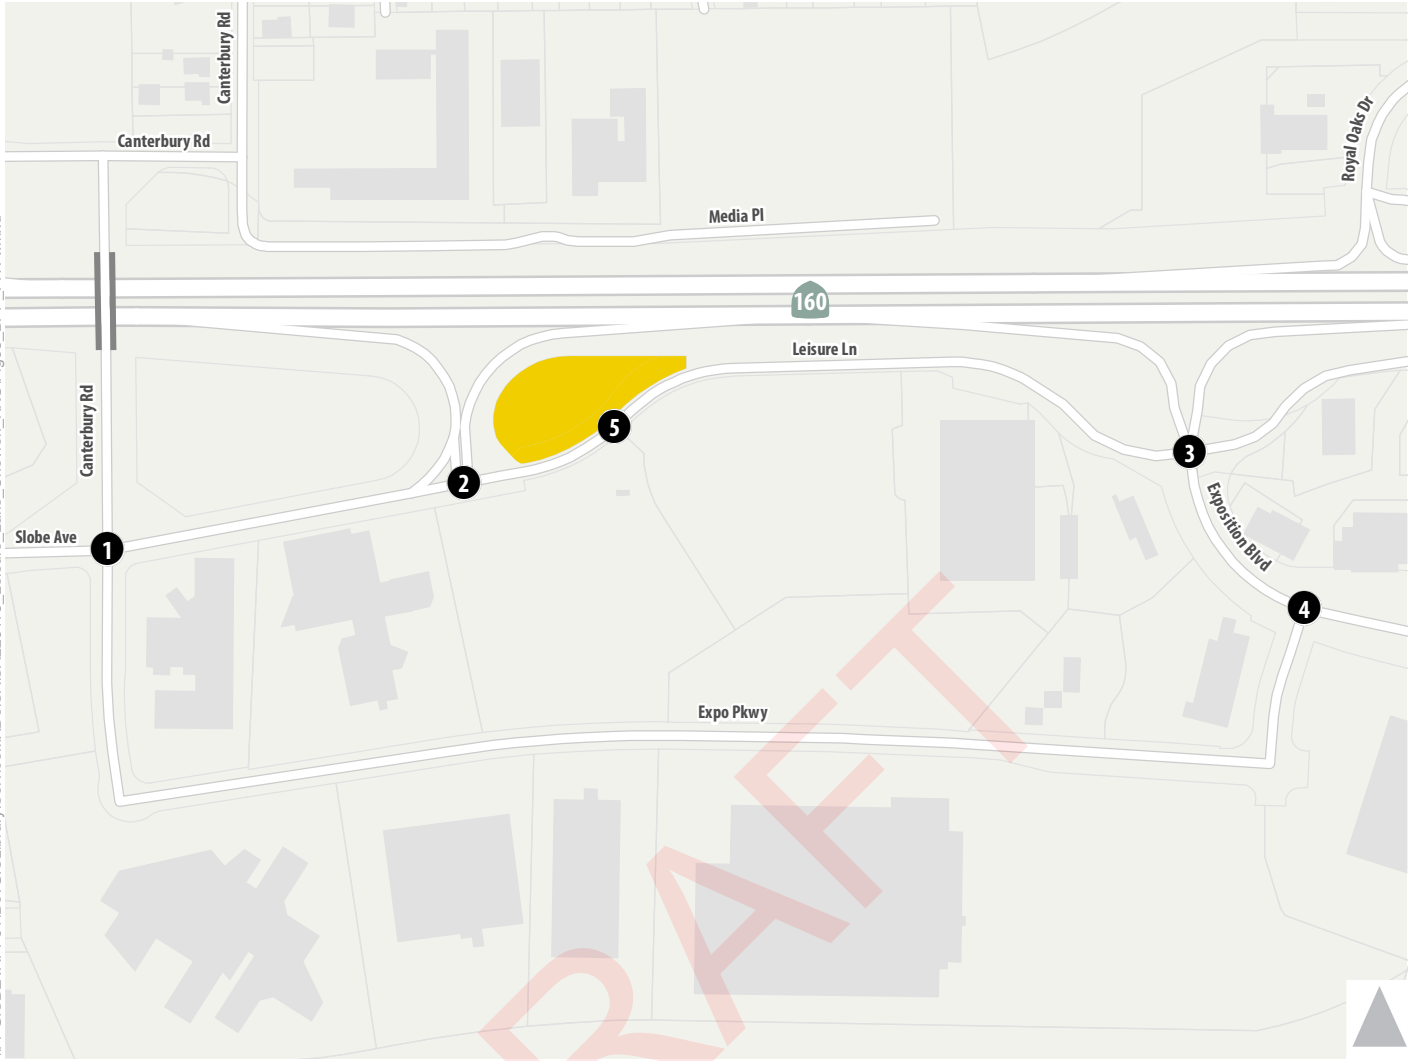 Canterbury Rd
Canterbury Rd
Royal Oaks Dr
Media Pl
160
Leisure Ln
Canterbury Rd
5
3
2
Exposition Blvd
Slobe Ave
1
4
Expo Pkwy
RAFT